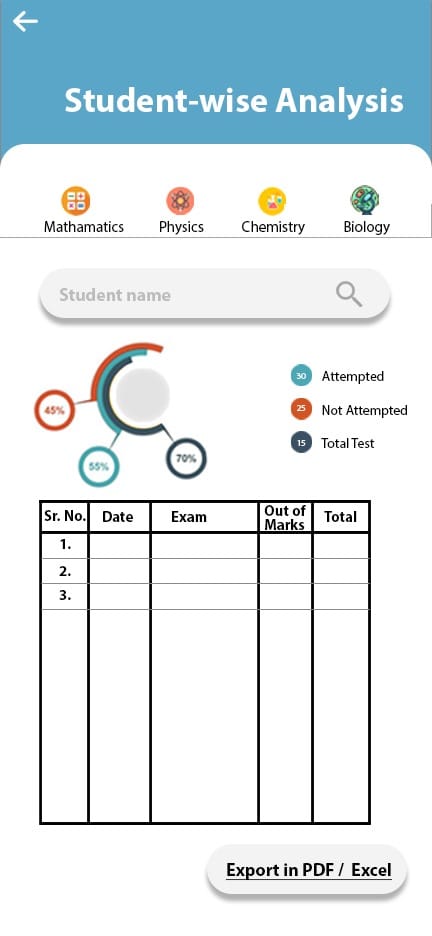 Student-wise Analysis
Mathamatics Physics Chemistry Biology
Student name
45%
55%
70%
30 Attempted
25 Not Attempted
15 Total Test
Sr. No. Date Exam Out of Marks Total
1.
2.
3.
Export in PDF / Excel